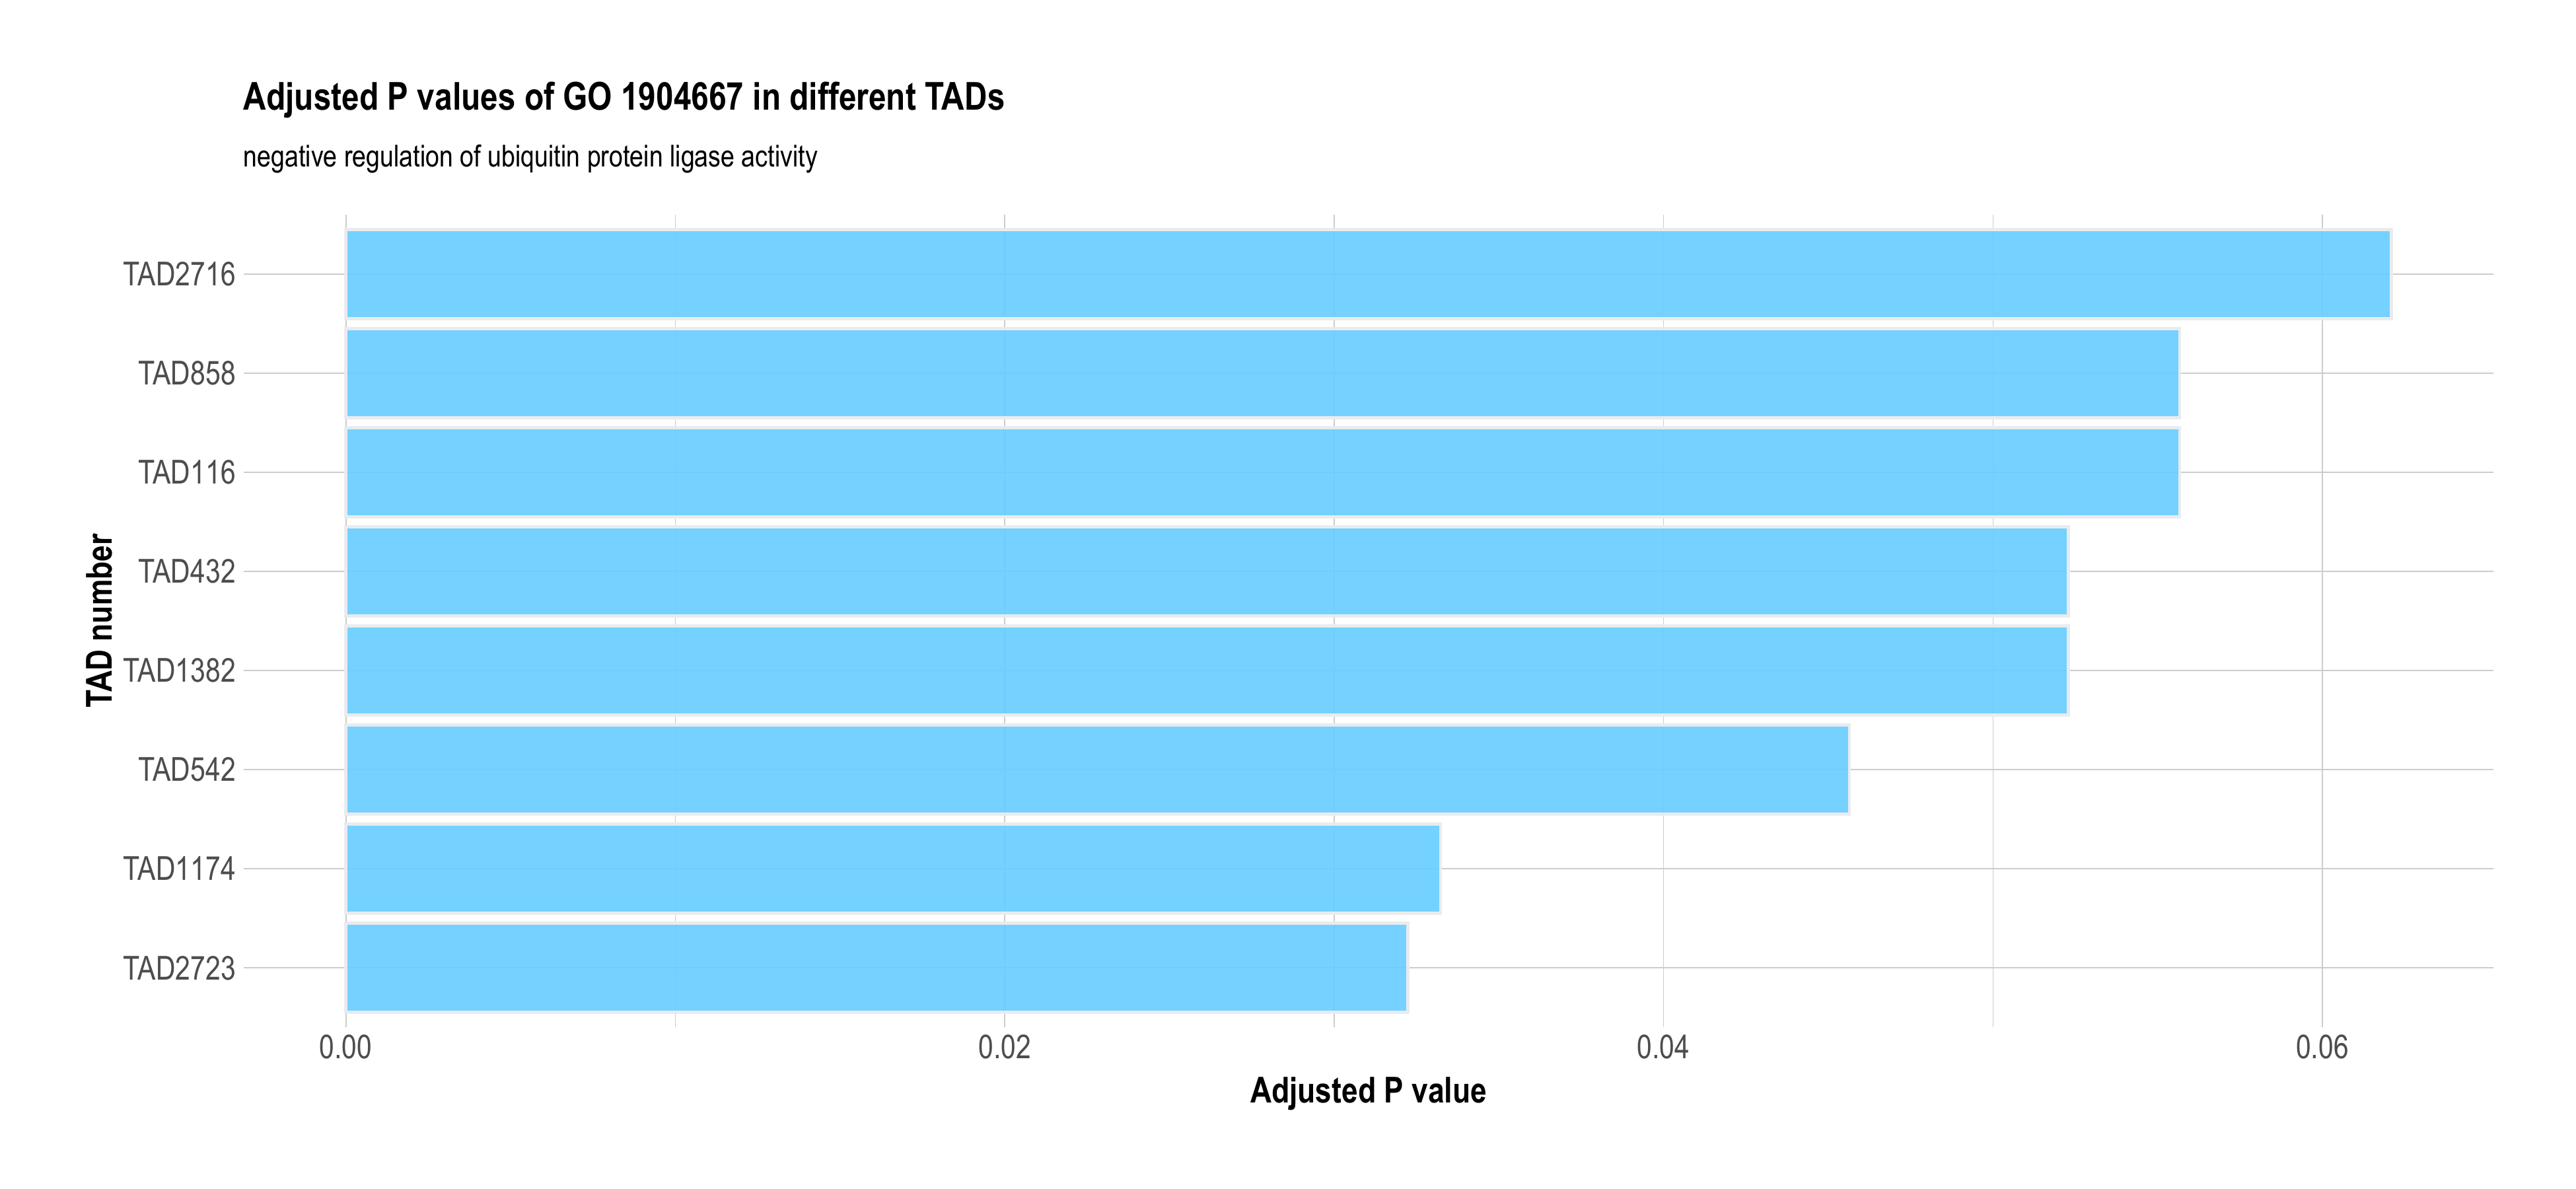 Adjusted P values of GO 1904667 in different TADs
negative regulation of ubiquitin protein ligase activity
TAD number
TAD2716
TAD858
TAD116
TAD432
TAD1382
TAD542
TAD1174
TAD2723
0.00 0.02 0.04 0.06
Adjusted P value